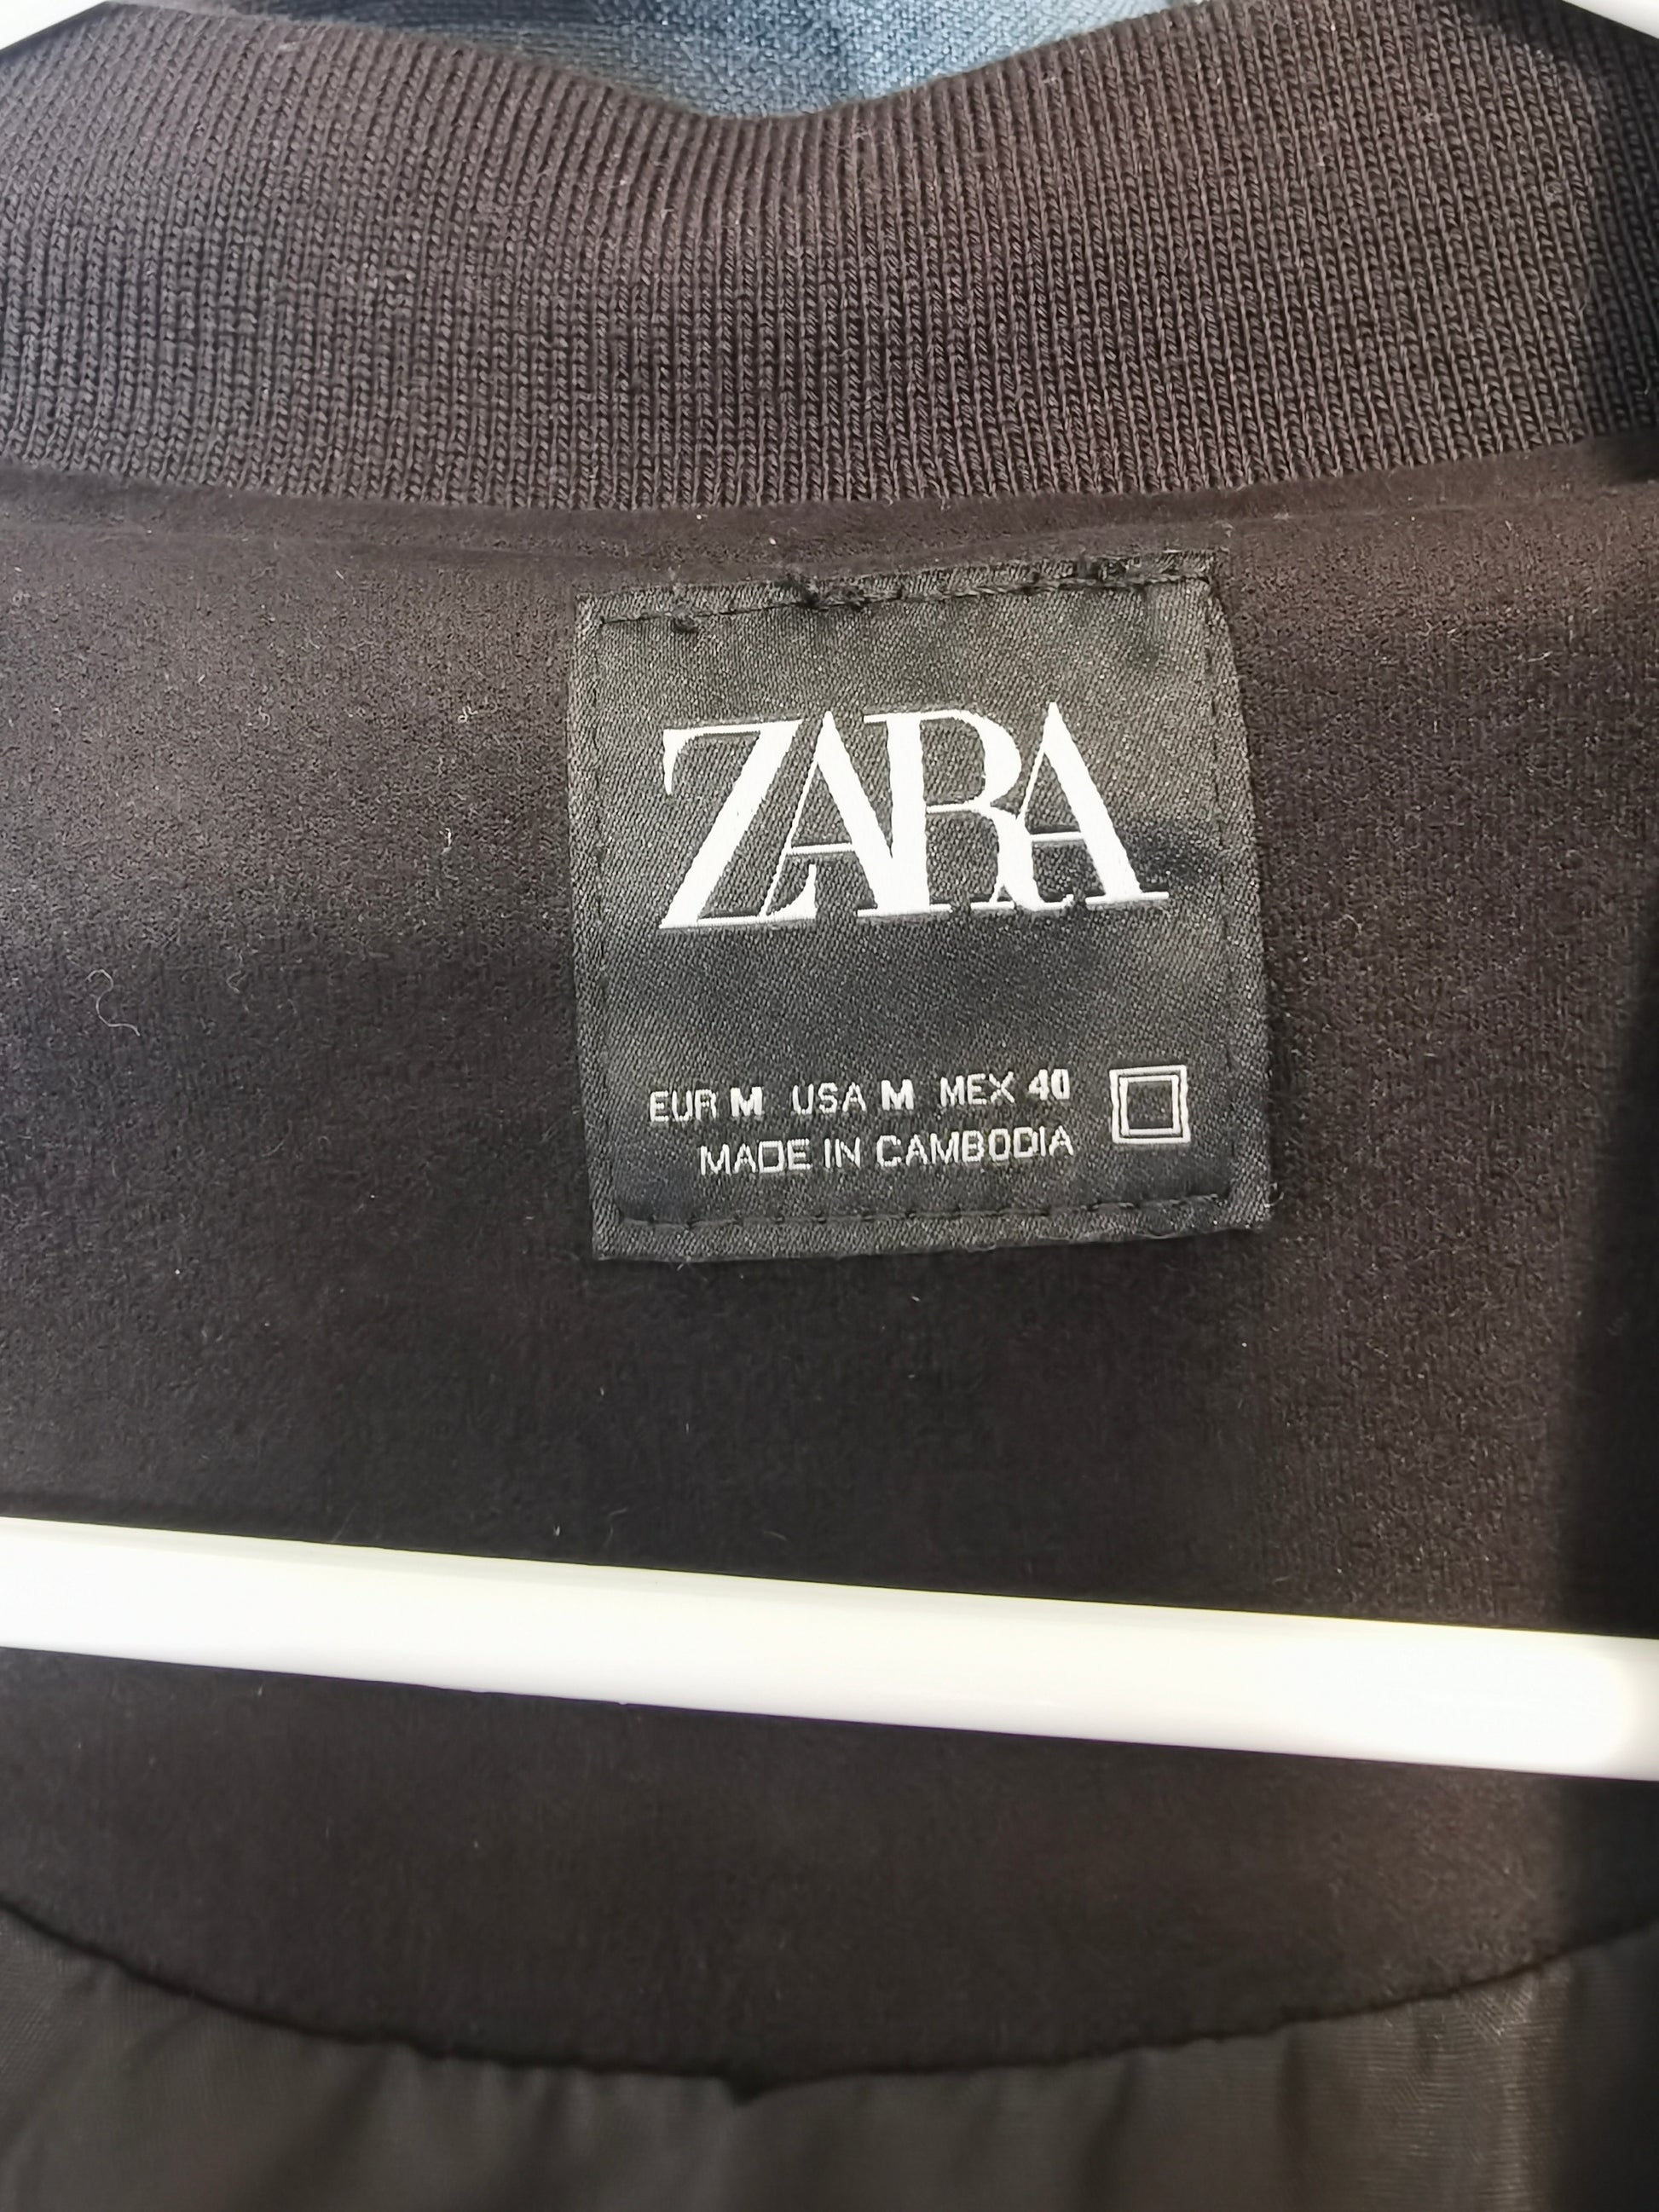 ZARA
EUR M USA M MEX 40
MADE IN CAMBODIA